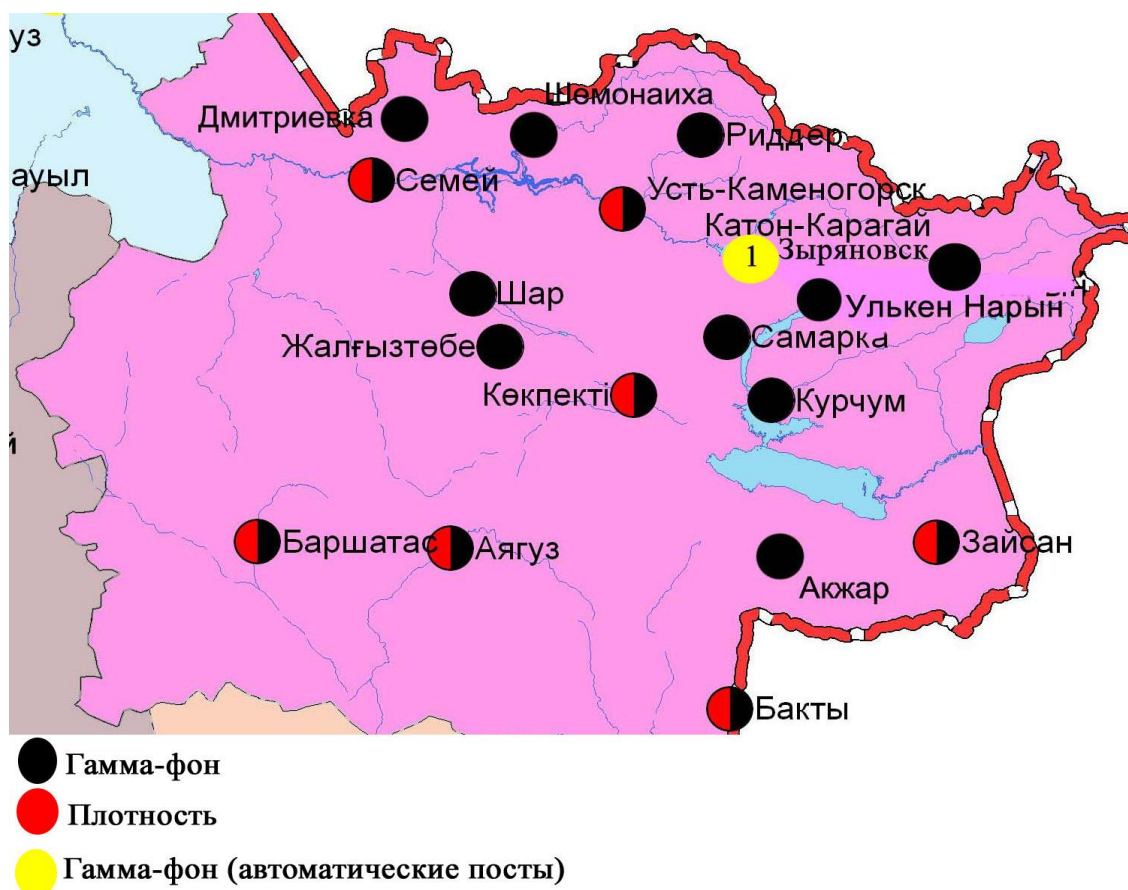 уз
Шемонаиха
Дмитриевка
Риддер
ауыл
Семей
Усть-Каменогорск
Катон-Карагай
1 Зыряновск
Шар
Улькен Нарын
Жалғызтөбе
Самарка
Көкпекті
Курчум
й
Баршатас
Аягуз
Зайсан
Акжар
Бакты
Гамма-фон
Плотность
Гамма-фон (автоматические посты)